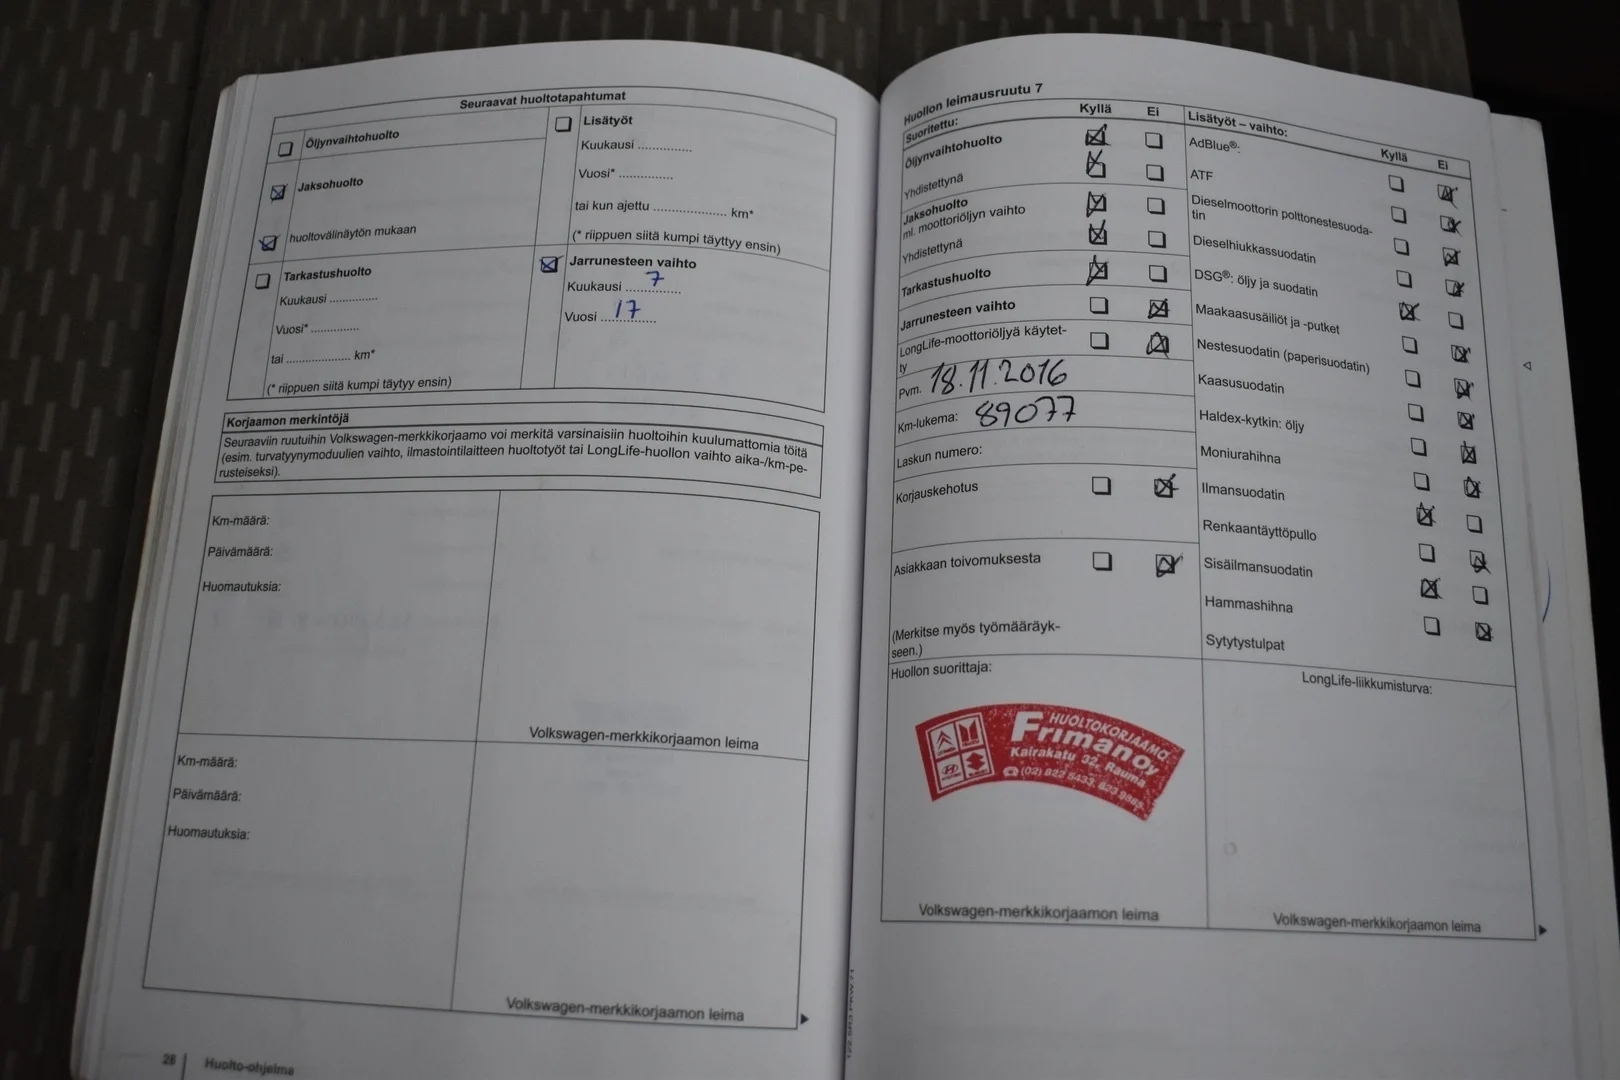 Seuraavat huoltotapahtumat
Öljynvaihtohuolto
Jaksohuolto
huoltovälinäytön mukaan
Tarkastushuolto
Kuukausi ..............
Vuosi* ..............
tai .................. km*
(* riippuen siitä kumpi täytyy ensin)
Lisätyöt
Kuukausi ..............
Vuosi* ..............
tai kun ajettu .................. km*
(* riippuen siitä kumpi täyttyy ensin)
Jarrunesteen vaihto
Kuukausi 7
Vuosi 17
Korjaamon merkintöjä
Seuraaviin ruutuihin Volkswagen-merkkikorjaamo voi merkitä varsinaisiin huoltoihin kuulumattomia töitä
(esim. turvatyynymoduulien vaihto, ilmastointilaitteen huoltotyöt tai LongLife-huollon vaihto aika-/km-pe-
rusteiseksi).
Km-määrä:
Päivämäärä:
Huomautuksia:
Volkswagen-merkkikorjaamon leima
Km-määrä:
Päivämäärä:
Huomautuksia:
Volkswagen-merkkikorjaamon leima
28 Huolto-ohjelma
Huollon leimausruutu 7
Suoritettu: Kyllä Ei
Öljynvaihtohuolto
Yhdistettynä
Jaksohuolto
ml. moottoriöljyn vaihto
Yhdistettynä
Tarkastushuolto
Jarrunesteen vaihto
LongLife-moottoriöljyä käytet-
ty
Pvm. 18.11.2016
Km-lukema: 89077
Laskun numero:
Korjauskehotus
Asiakkaan toivomuksesta
(Merkitse myös työmääräyk-
seen.)
Huollon suorittaja:
HUOLTOKORJAAMO
Friman oy
Kairakatu 32, Rauma
(02) 822 5433, 823 9865
Volkswagen-merkkikorjaamon leima
Lisätyöt – vaihto: Kyllä Ei
AdBlue®:
ATF
Dieselmoottorin polttonestesuoda-
tin
Dieselhiukkassuodatin
DSG®: öljy ja suodatin
Maakaasusäiliöt ja -putket
Nestesuodatin (paperisuodatin)
Kaasusuodatin
Haldex-kytkin: öljy
Moniurahihna
Ilmansuodatin
Renkaantäyttöpullo
Sisäilmansuodatin
Hammashihna
Sytytystulpat
LongLife-liikkumisturva:
Volkswagen-merkkikorjaamon leima